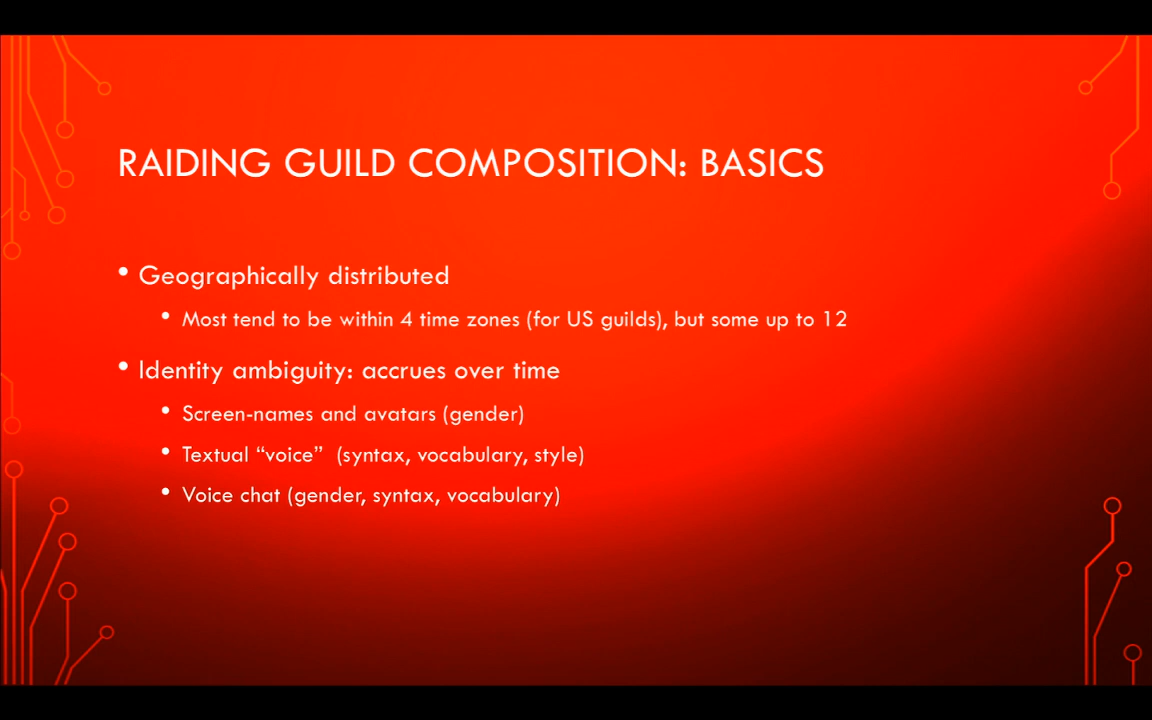 RAIDING GUILD COMPOSITION: BASICS
• Geographically distributed
• Most tend to be within 4 time zones (for US guilds), but some up to 12
• Identity ambiguity: accrues over time
• Screen-names and avatars (gender)
• Textual “voice”  (syntax, vocabulary, style)
• Voice chat (gender, syntax, vocabulary)